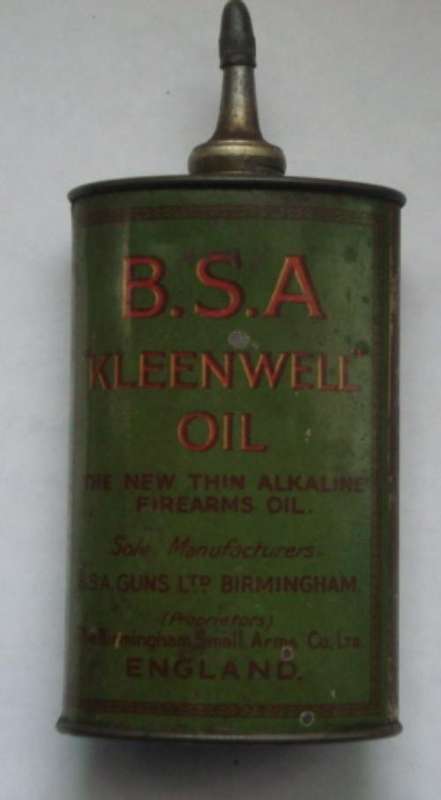 B.S.A
"KLEENWELL"
OIL
THE NEW THIN ALKALINE
FIREARMS OIL.
Sole Manufacturers.
B.S.A. GUNS LTD BIRMINGHAM.
(Proprietors)
The Birmingham Small Arms Co. Ltd.
ENGLAND.